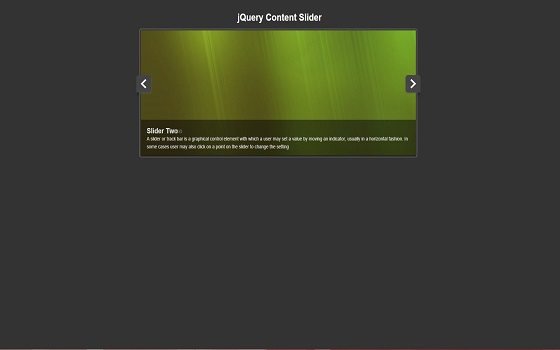 jQuery Content Slider
Slider Two
A slider or track bar is a graphical control element with which a user may set a value by moving an indicator, usually in a horizontal fashion. In
some cases user may also click on a point on the slider to change the setting